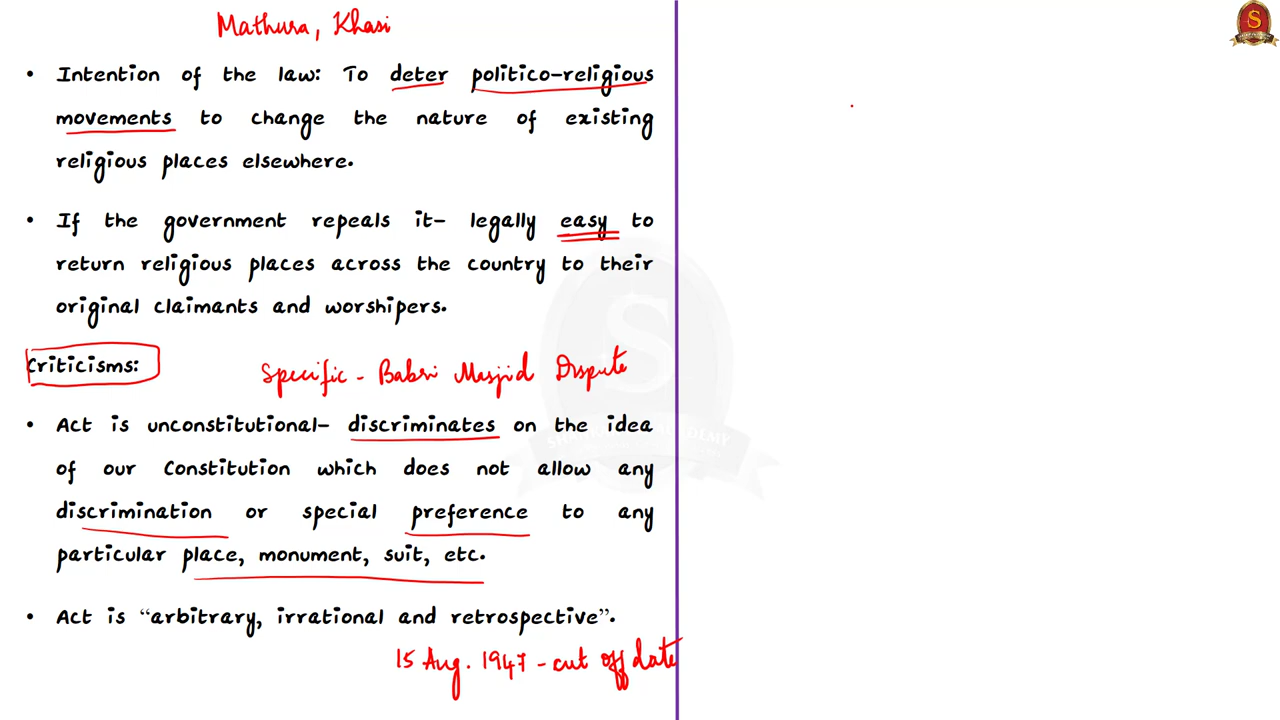 Mathura, Khasi
• Intention of the law: To deter politico-religious
movements to change the nature of existing
religious places elsewhere.
• If the government repeals it- legally easy to
return religious places across the country to their
original claimants and worshipers.
Criticisms:
Specific - Babri Masjid Dispute
• Act is unconstitutional- discriminates on the idea
of our Constitution which does not allow any
discrimination or special preference to any
particular place, monument, suit, etc.
• Act is “arbitrary, irrational and retrospective”.
15 Aug. 1947 - cut off date